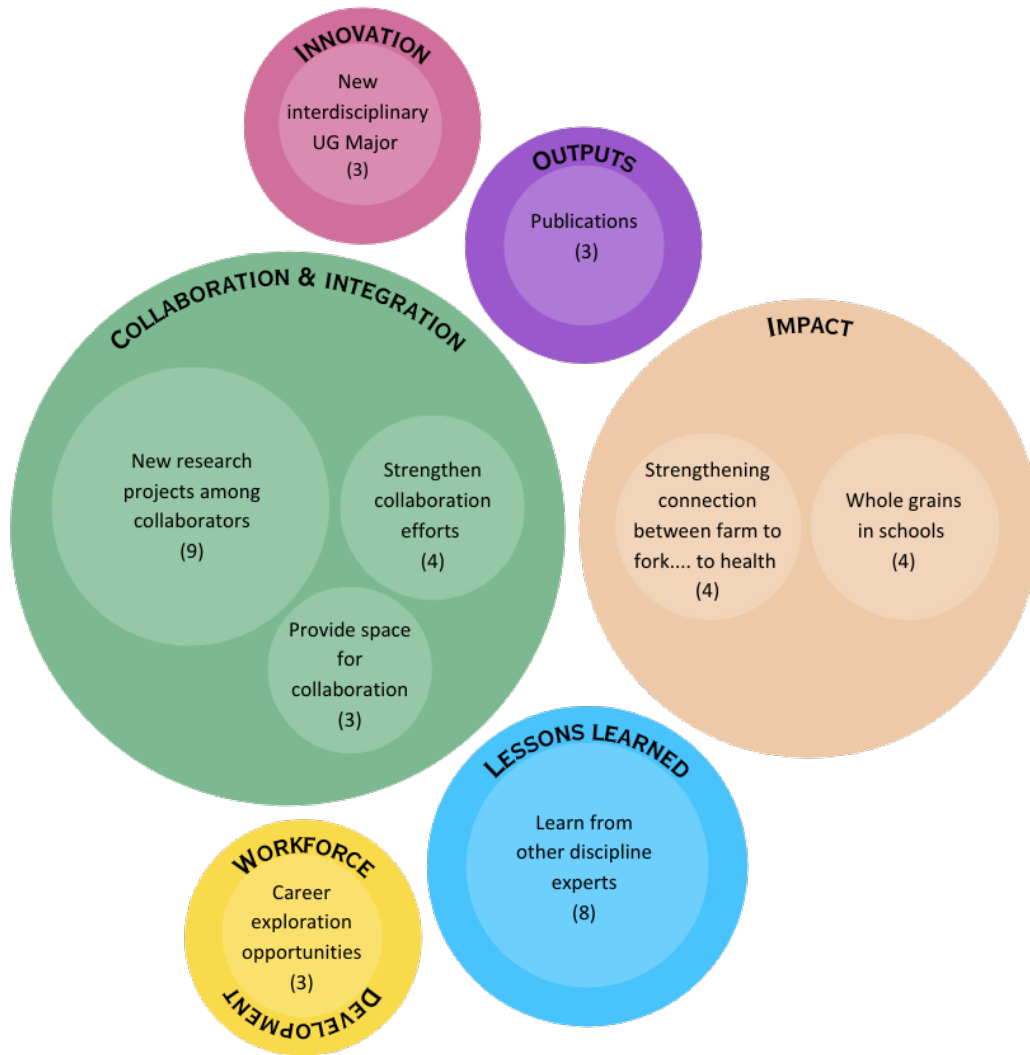 INNOVATION
New
interdisciplinary
UG Major
(3)
OUTPUTS
Publications
(3)
COLLABORATION & INTEGRATION
New research
projects among
collaborators
(9)
Strengthen
collaboration
efforts
(4)
Provide space
for
collaboration
(3)
IMPACT
Strengthening
connection
between farm to
fork.... to health
(4)
Whole grains
in schools
(4)
LESSONS LEARNED
Learn from
other discipline
experts
(8)
WORKFORCE
Career
exploration
opportunities
(3)
DEVELOPMENT